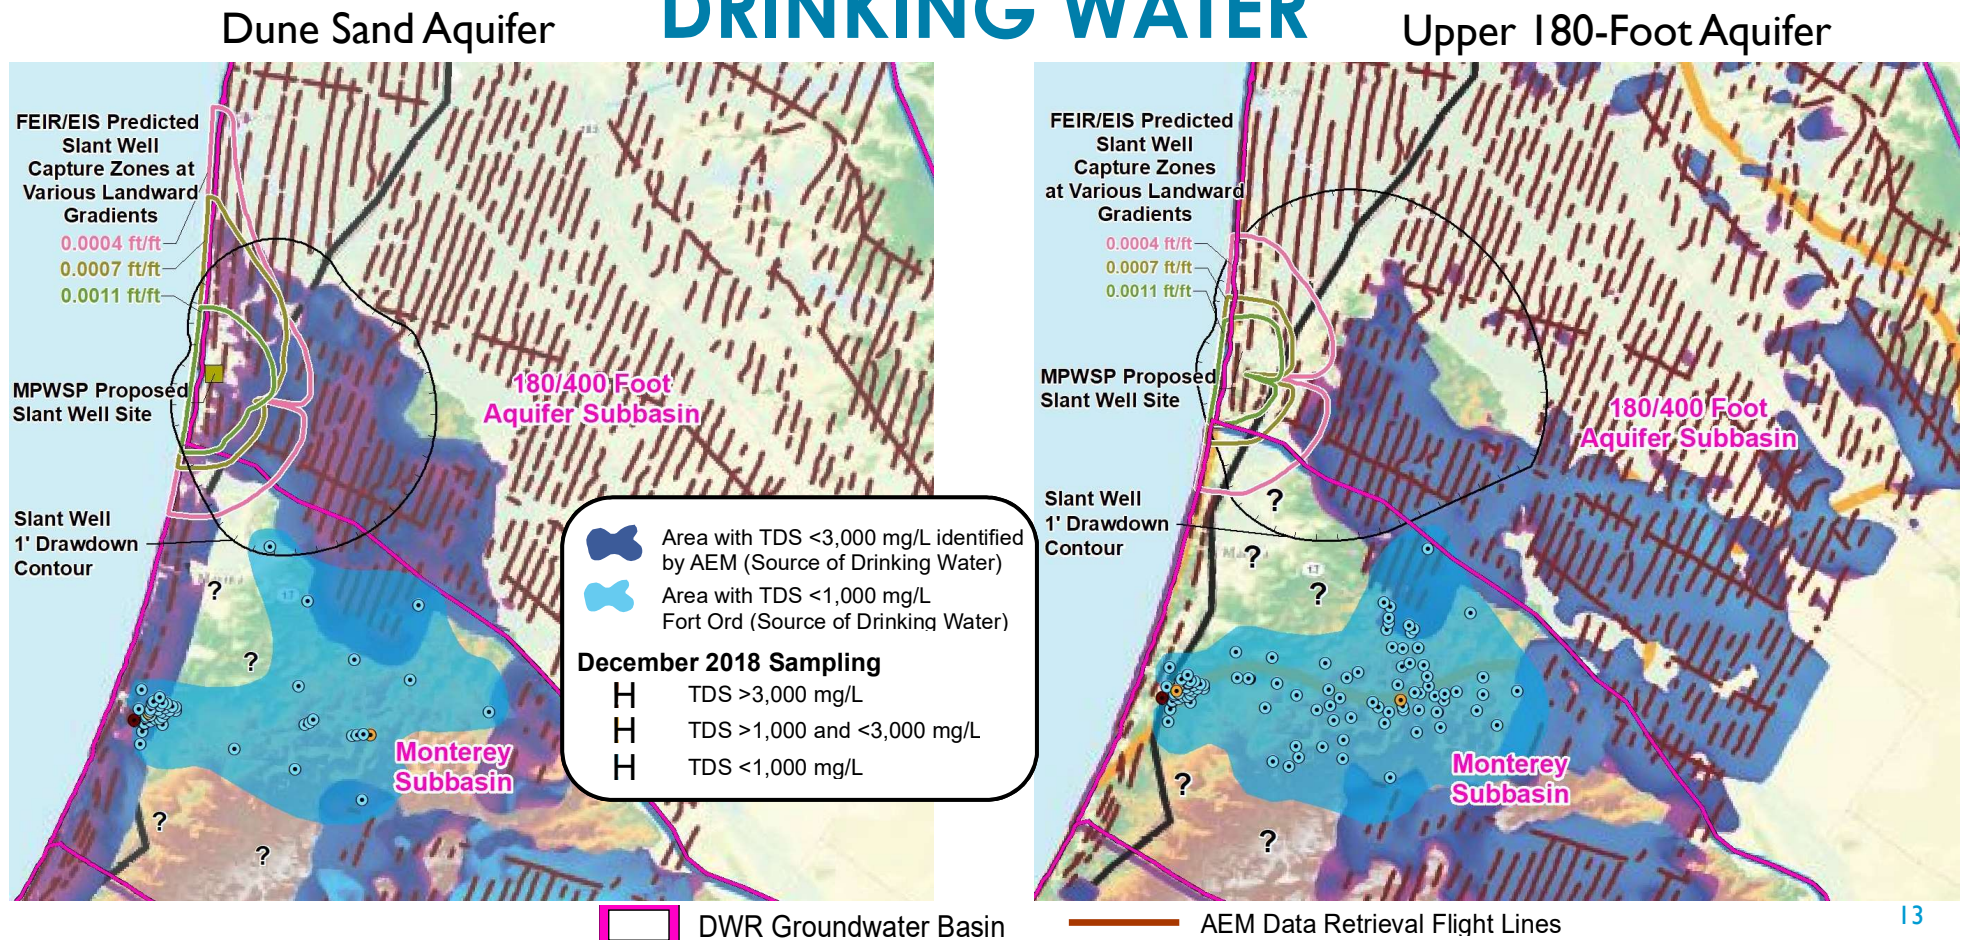 DRINKING WATER
Dune Sand Aquifer
Upper 180-Foot Aquifer
FEIR/EIS Predicted
Slant Well
Capture Zones at
Various Landward
Gradients
0.0004 ft/ft
0.0007 ft/ft
0.0011 ft/ft
MPWSP Proposed
Slant Well Site
Slant Well
1' Drawdown
Contour
180/400 Foot
Aquifer Subbasin
Monterey
Subbasin
?
?
?
?
17
Area with TDS <3,000 mg/L identified
by AEM (Source of Drinking Water)
Area with TDS <1,000 mg/L
Fort Ord (Source of Drinking Water)
December 2018 Sampling
H TDS >3,000 mg/L
H TDS >1,000 and <3,000 mg/L
H TDS <1,000 mg/L
FEIR/EIS Predicted
Slant Well
Capture Zones
at Various Landward
Gradients
0.0004 ft/ft
0.0007 ft/ft
0.0011 ft/ft
MPWSP Proposed
Slant Well Site
Slant Well
1' Drawdown
Contour
180/400 Foot
Aquifer Subbasin
Monterey
Subbasin
?
?
?
?
?
17
DWR Groundwater Basin
AEM Data Retrieval Flight Lines
13